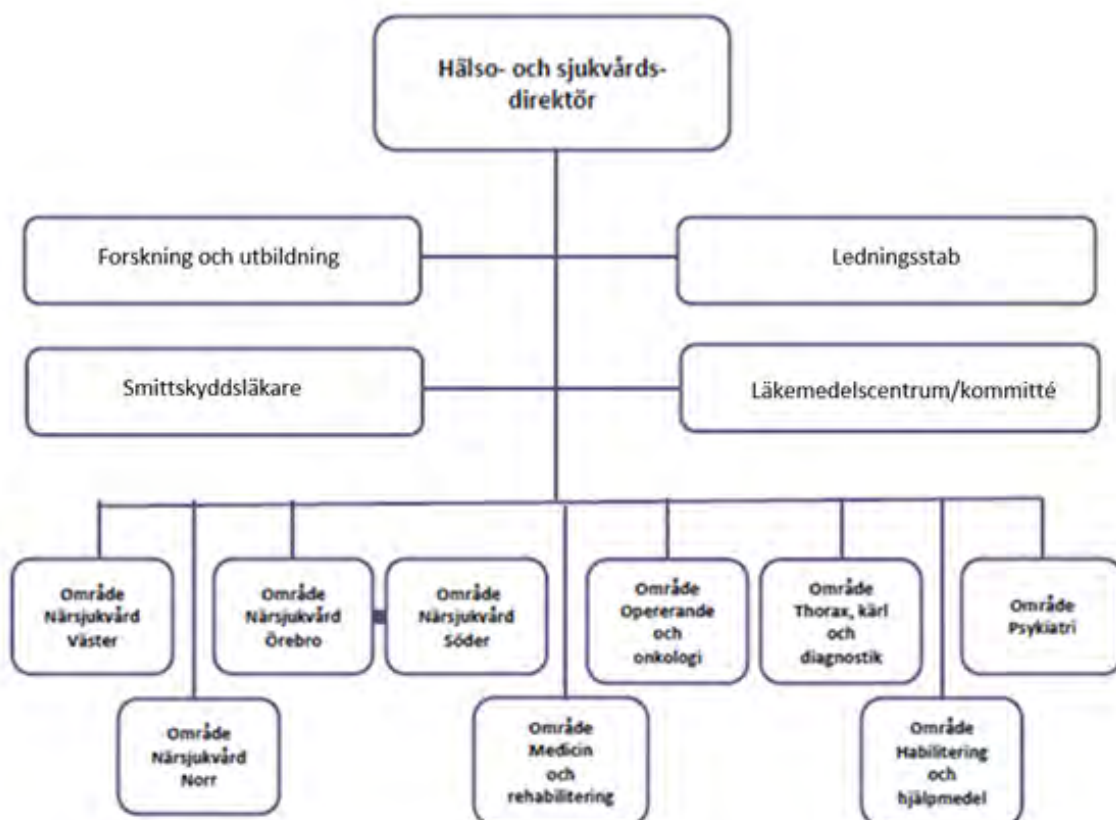 Hälso- och sjukvårds-
direktör
Forskning och utbildning
Ledningsstab
Smittskyddsläkare
Läkemedelscentrum/kommitté
Område
Närsjukvård
Väster
Område
Närsjukvård
Örebro
Område
Närsjukvård
Söder
Område
Opererande
och
onkologi
Område
Thorax, kärl
och
diagnostik
Område
Psykiatri
Område
Närsjukvård
Norr
Område
Medicin
och
rehabilitering
Område
Habilitering
och
hjälpmedel